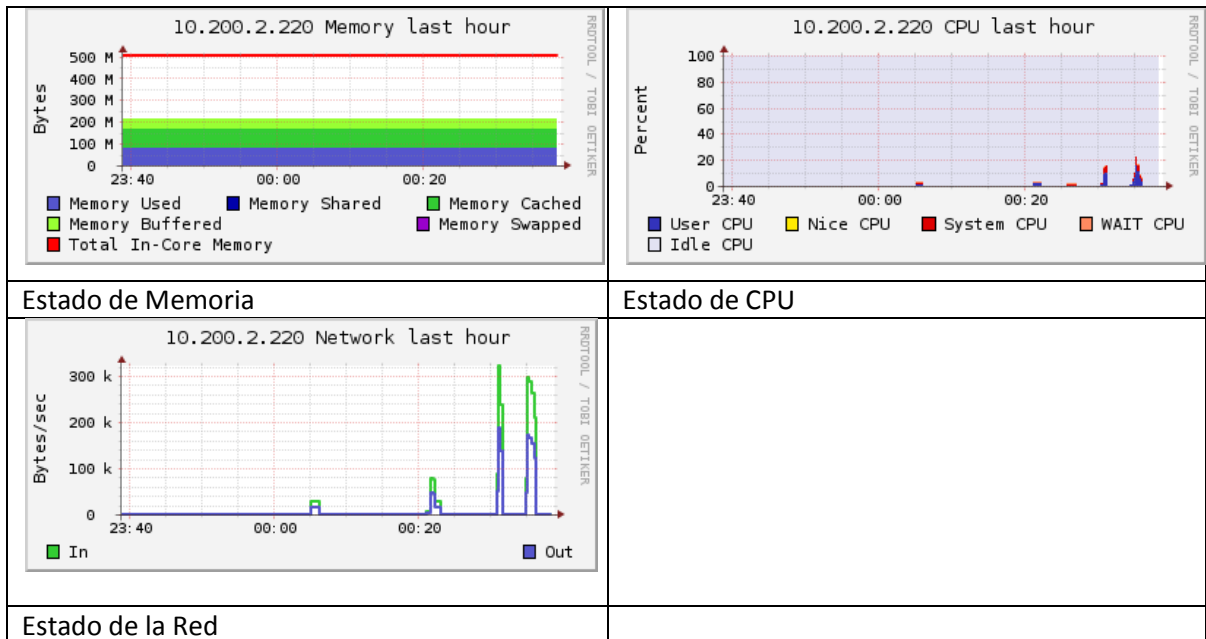 10.200.2.220 Memory last hour
RRDTOOL / TOBI OETIKER
Bytes
500 M
400 M
300 M
200 M
100 M
0
23:40 00:00 00:20
Memory Used Memory Shared Memory Cached
Memory Buffered Memory Swapped
Total In-Core Memory
10.200.2.220 CPU last hour
RRDTOOL / TOBI OETIKER
Percent
100
80
60
40
20
0
23:40 00:00 00:20
User CPU Nice CPU System CPU WAIT CPU
Idle CPU
Estado de Memoria
Estado de CPU
10.200.2.220 Network last hour
RRDTOOL / TOBI OETIKER
Bytes/sec
300 k
200 k
100 k
0
23:40 00:00 00:20
In Out
Estado de la Red